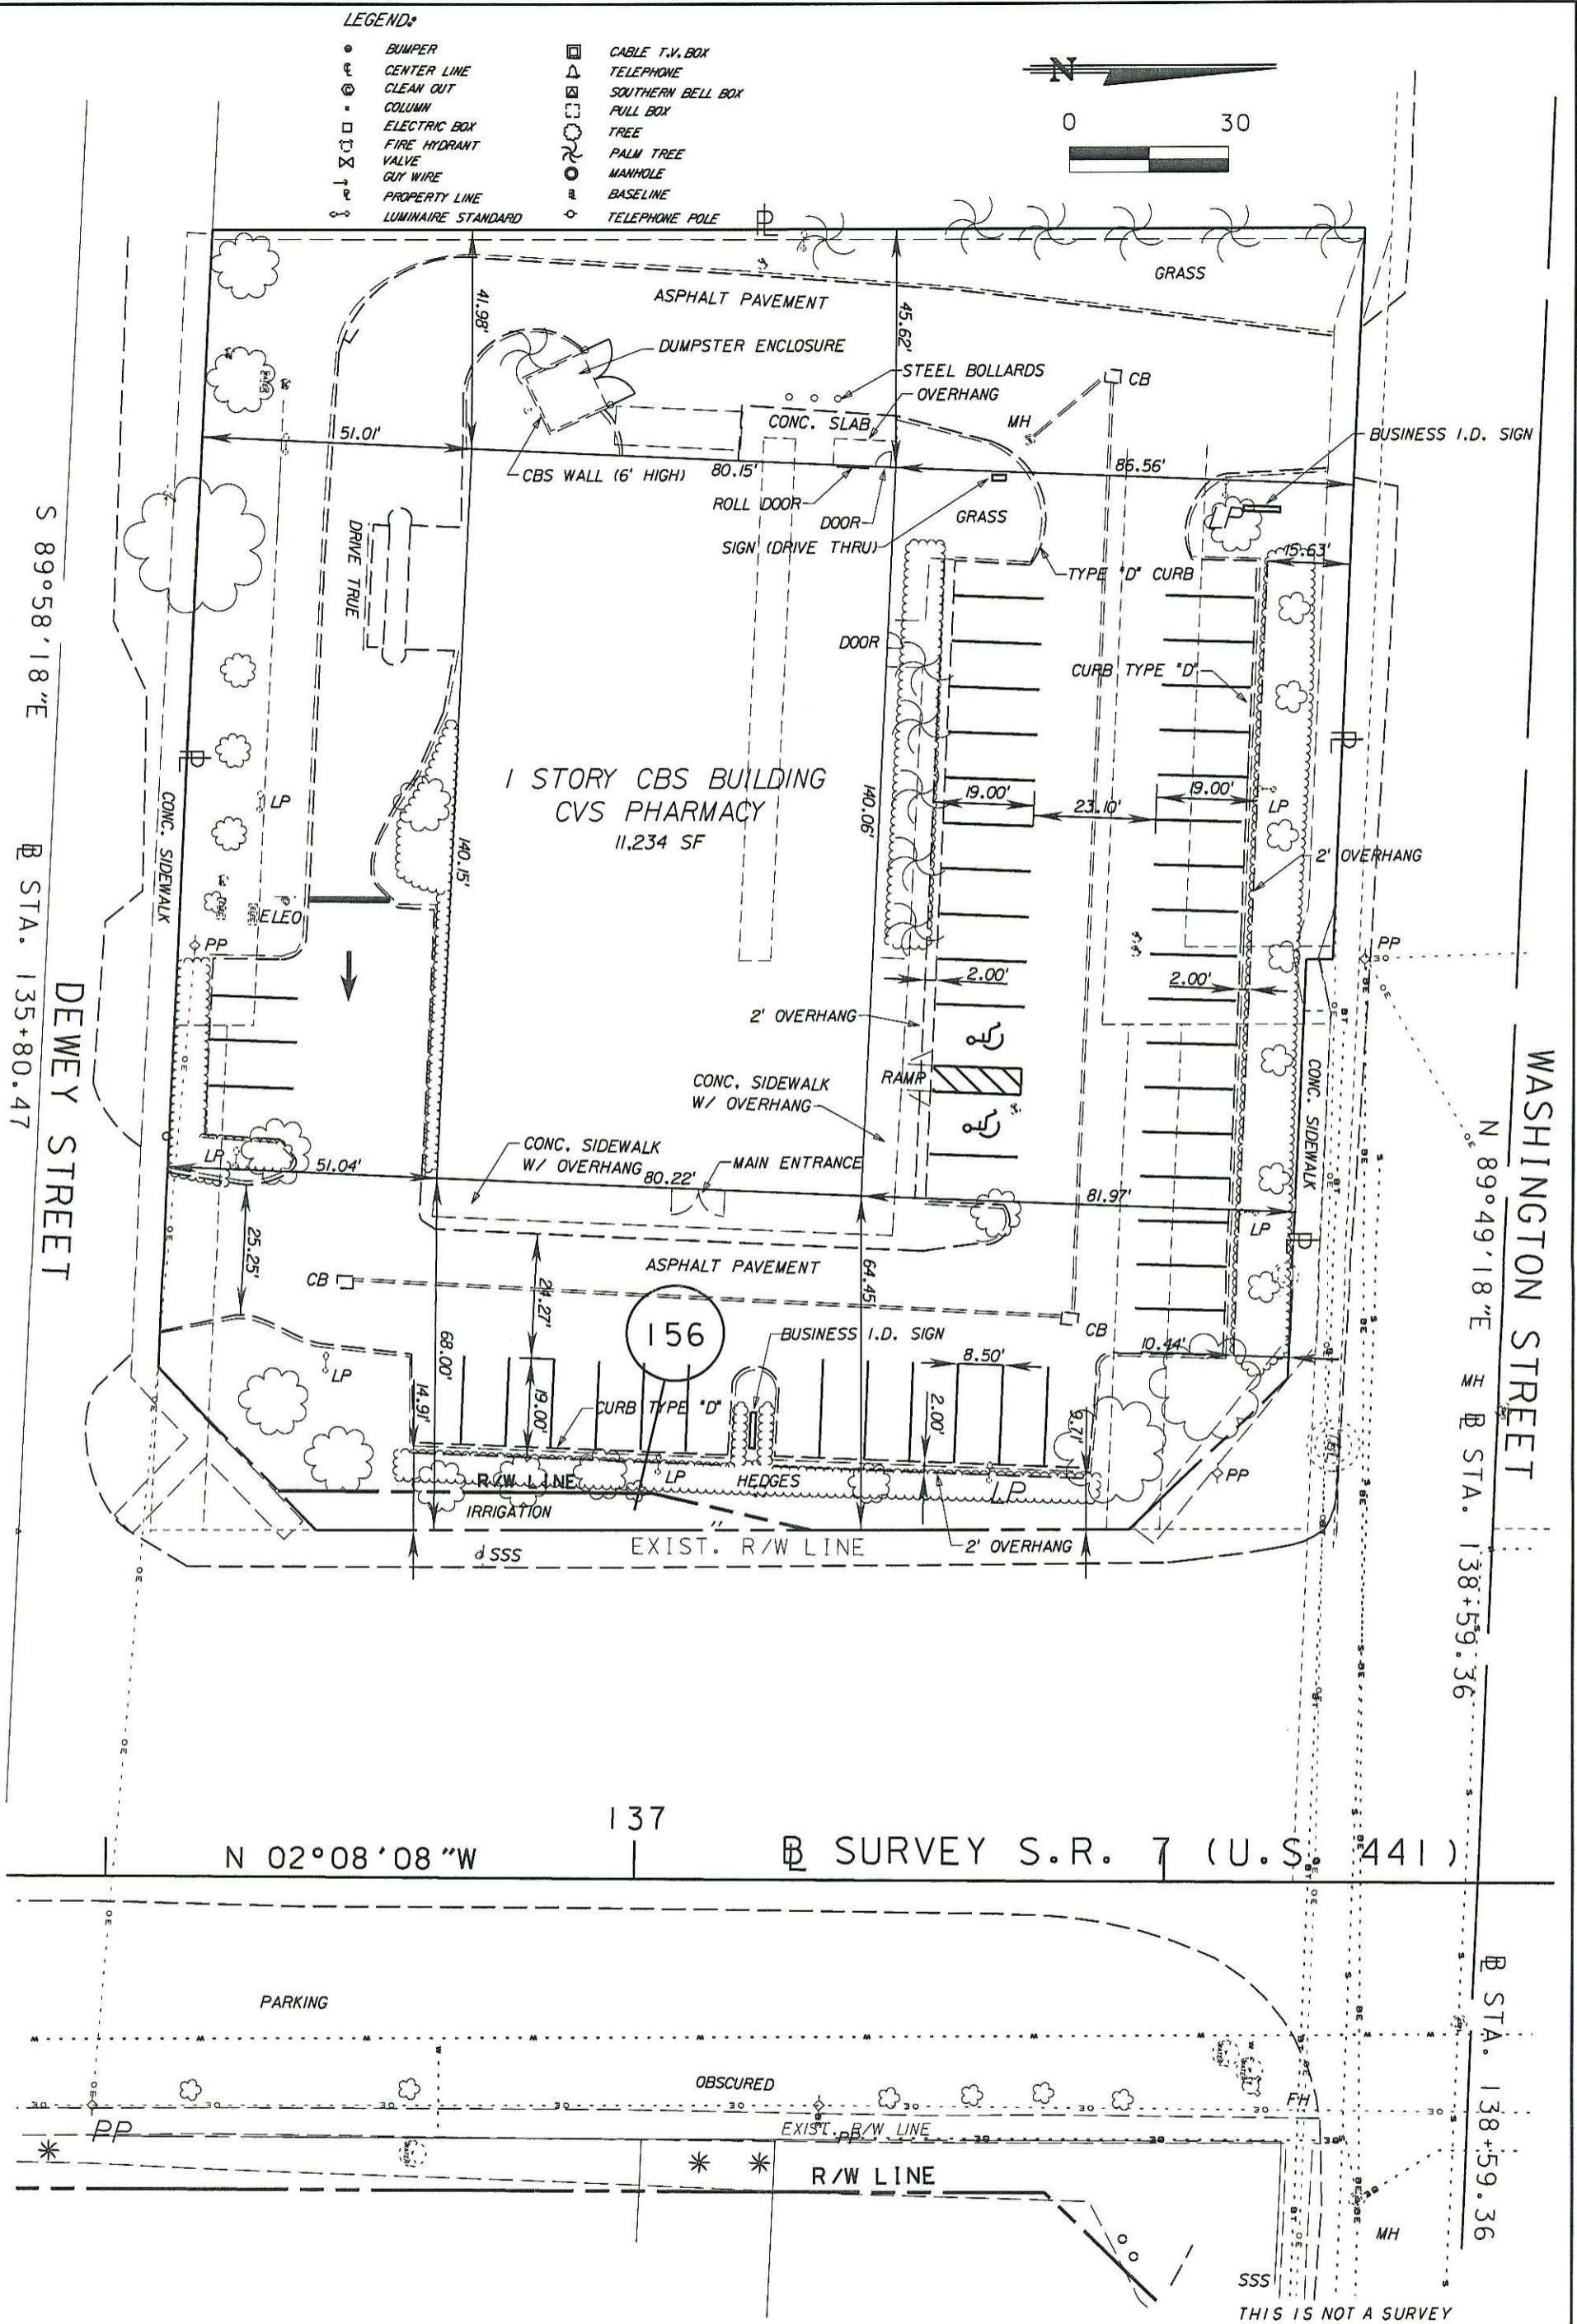 LEGEND:
BUMPER
CENTER LINE
CLEAN OUT
COLUMN
ELECTRIC BOX
FIRE HYDRANT
VALVE
GUY WIRE
PROPERTY LINE
LUMINAIRE STANDARD
CABLE T.V. BOX
TELEPHONE
SOUTHERN BELL BOX
PULL BOX
TREE
PALM TREE
MANHOLE
BASELINE
TELEPHONE POLE
N
0 30
GRASS
ASPHALT PAVEMENT
41.98'
45.62'
DUMPSTER ENCLOSURE
STEEL BOLLARDS
OVERHANG
CB
CONC. SLAB
MH
BUSINESS I.D. SIGN
51.01'
CBS WALL (6' HIGH)
80.15'
86.56'
ROLL DOOR
DOOR
GRASS
LP
SIGN (DRIVE THRU)
15.63'
TYPE "D" CURB
DRIVE TRUE
DOOR
CURB TYPE "D"
1 STORY CBS BUILDING
CVS PHARMACY
11,234 SF
140.06'
140.15'
19.00'
23.10'
19.00'
LP
LP
2' OVERHANG
CONC. SIDEWALK
ELEO
PP
PP
2.00'
2.00'
2' OVERHANG
CONC. SIDEWALK
W/ OVERHANG
RAMP
CONC. SIDEWALK
CONC. SIDEWALK
W/ OVERHANG
80.22'
MAIN ENTRANCE
LP
51.04'
81.97'
LP
25.25'
ASPHALT PAVEMENT
CB
24.27'
64.45'
CB
156
BUSINESS I.D. SIGN
68.00'
10.44'
8.50'
LP
14.91'
19.00'
CURB TYPE "D"
2.00'
9.71'
R/W LINE
LP
HEDGES
LP
PP
IRRIGATION
d SSS
EXIST. R/W LINE
2' OVERHANG
S 89°58'18"E
B STA. 135+80.47
DEWEY STREET
WASHINGTON STREET
N 89°49'18"E
MH
B STA. 138+59.36
137
N 02°08'08"W
B SURVEY S.R. 7 (U.S. 441)
B STA. 138+59.36
PARKING
OBSCURED
FH
PP
EXIST. R/W LINE
PP
R/W LINE
MH
SSS
THIS IS NOT A SURVEY